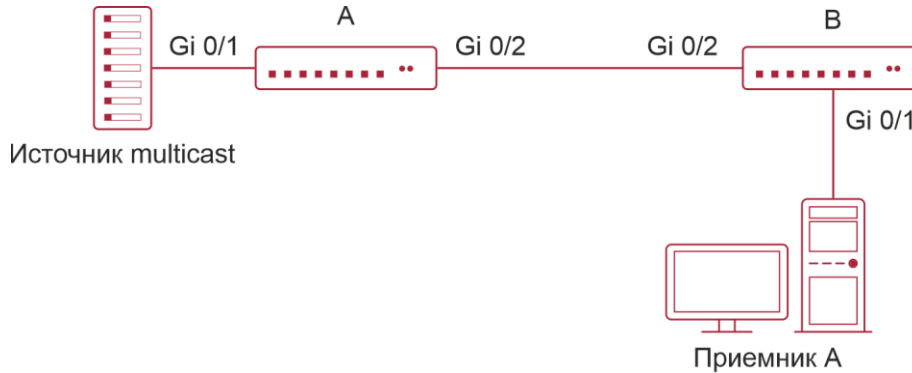 A
B
Gi 0/1
Gi 0/2
Gi 0/2
Gi 0/1
Источник multicast
Приемник A